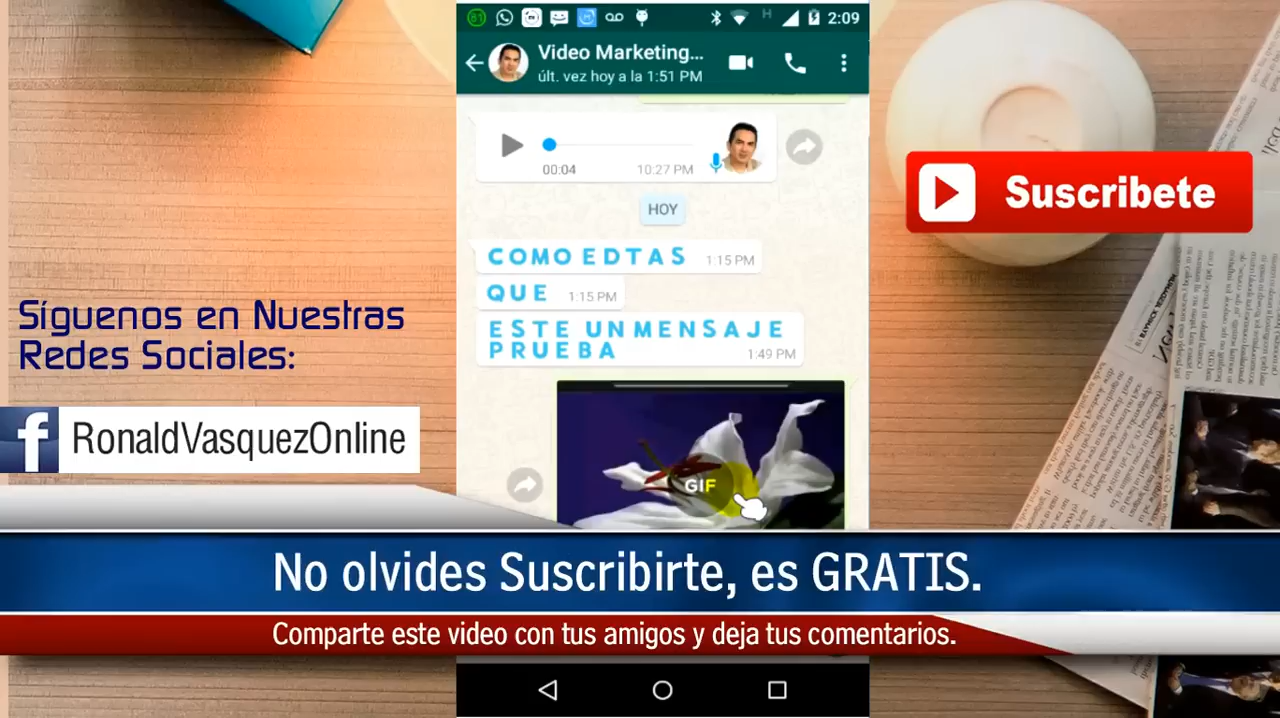 2:09
Video Marketing...
últ. vez hoy a la 1:51 PM
00:04 10:27 PM
HOY
COMO EDTAS 1:15 PM
QUE 1:15 PM
ESTE UN MENSAJE
PRUEBA 1:49 PM
GIF
Suscribete
Síguenos en Nuestras
Redes Sociales:
f RonaldVasquezOnline
No olvides Suscribirte, es GRATIS.
Comparte este video con tus amigos y deja tus comentarios.